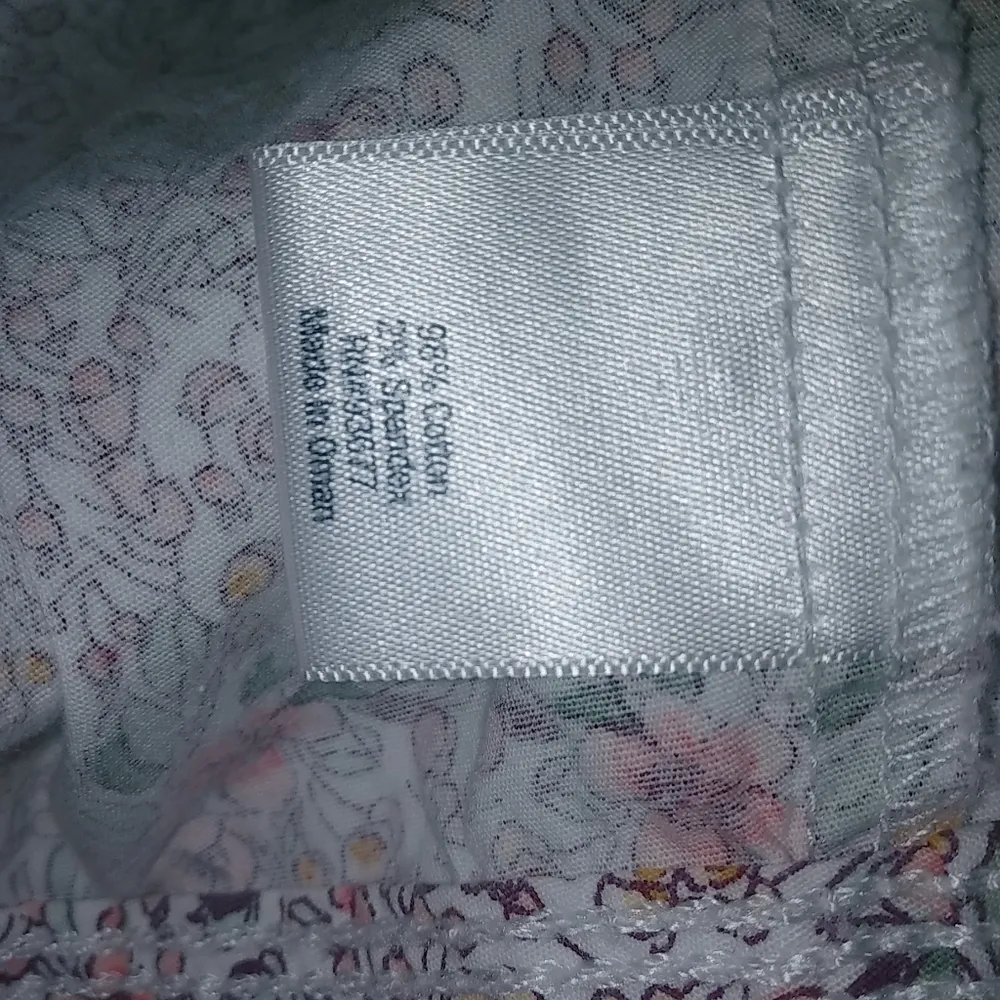 98% Cotton
2% Spandex
RN#93677
Made in Oman